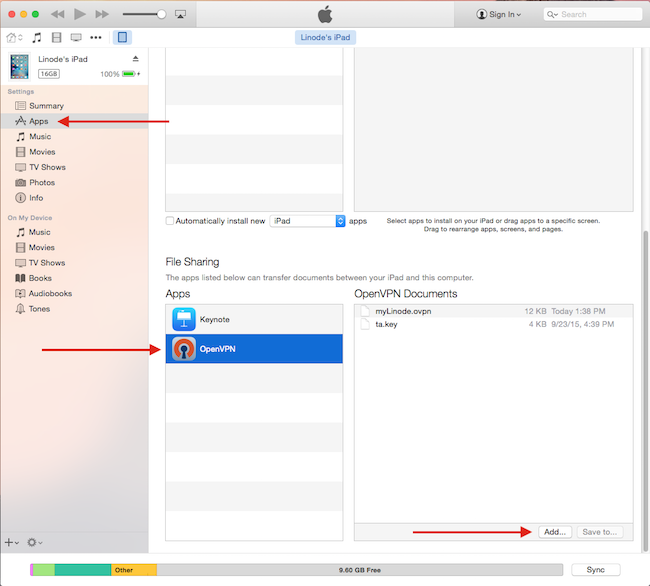 Sign In
Search
Linode's iPad
Linode's iPad
16GB
100%
Settings
Summary
Apps
Music
Movies
TV Shows
Photos
Info
On My Device
Music
Movies
TV Shows
Books
Audiobooks
Tones
Automatically install new iPad apps
Select apps to install on your iPad or drag apps to a specific screen.
Drag to rearrange apps, screens, and pages.
File Sharing
The apps listed below can transfer documents between your iPad and this computer.
Apps
Keynote
OpenVPN
OpenVPN Documents
myLinode.ovpn 12 KB Today 1:38 PM
ta.key 4 KB 9/23/15, 4:39 PM
Add... Save to...
Other 9.60 GB Free Sync